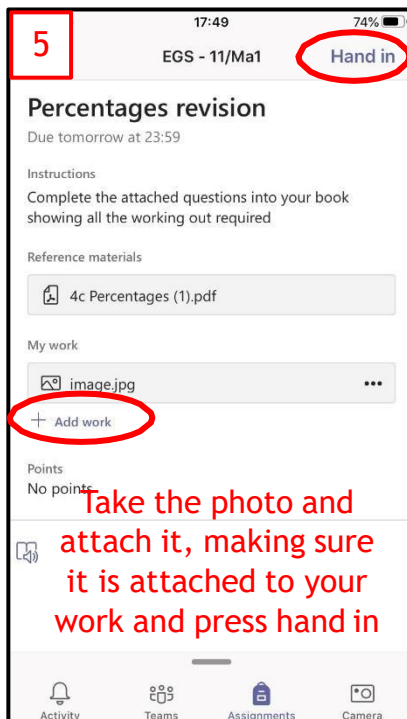 5
17:49
74%
EGS - 11/Ma1
Hand in
Percentages revision
Due tomorrow at 23:59
Instructions
Complete the attached questions into your book
showing all the working out required
Reference materials
4c Percentages (1).pdf
My work
image.jpg
+ Add work
Points
No points
Take the photo and
attach it, making sure
it is attached to your
work and press hand in
Activity
Teams
Assignments
Camera